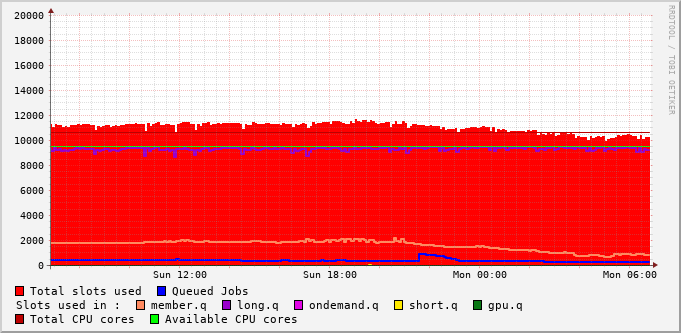 RRDTOOL / TOBI OETIKER
20000
18000
16000
14000
12000
10000
8000
6000
4000
2000
0
Sun 12:00 Sun 18:00 Mon 00:00 Mon 06:00
Total slots used Queued Jobs
Slots used in : member.q long.q ondemand.q short.q gpu.q
Total CPU cores Available CPU cores